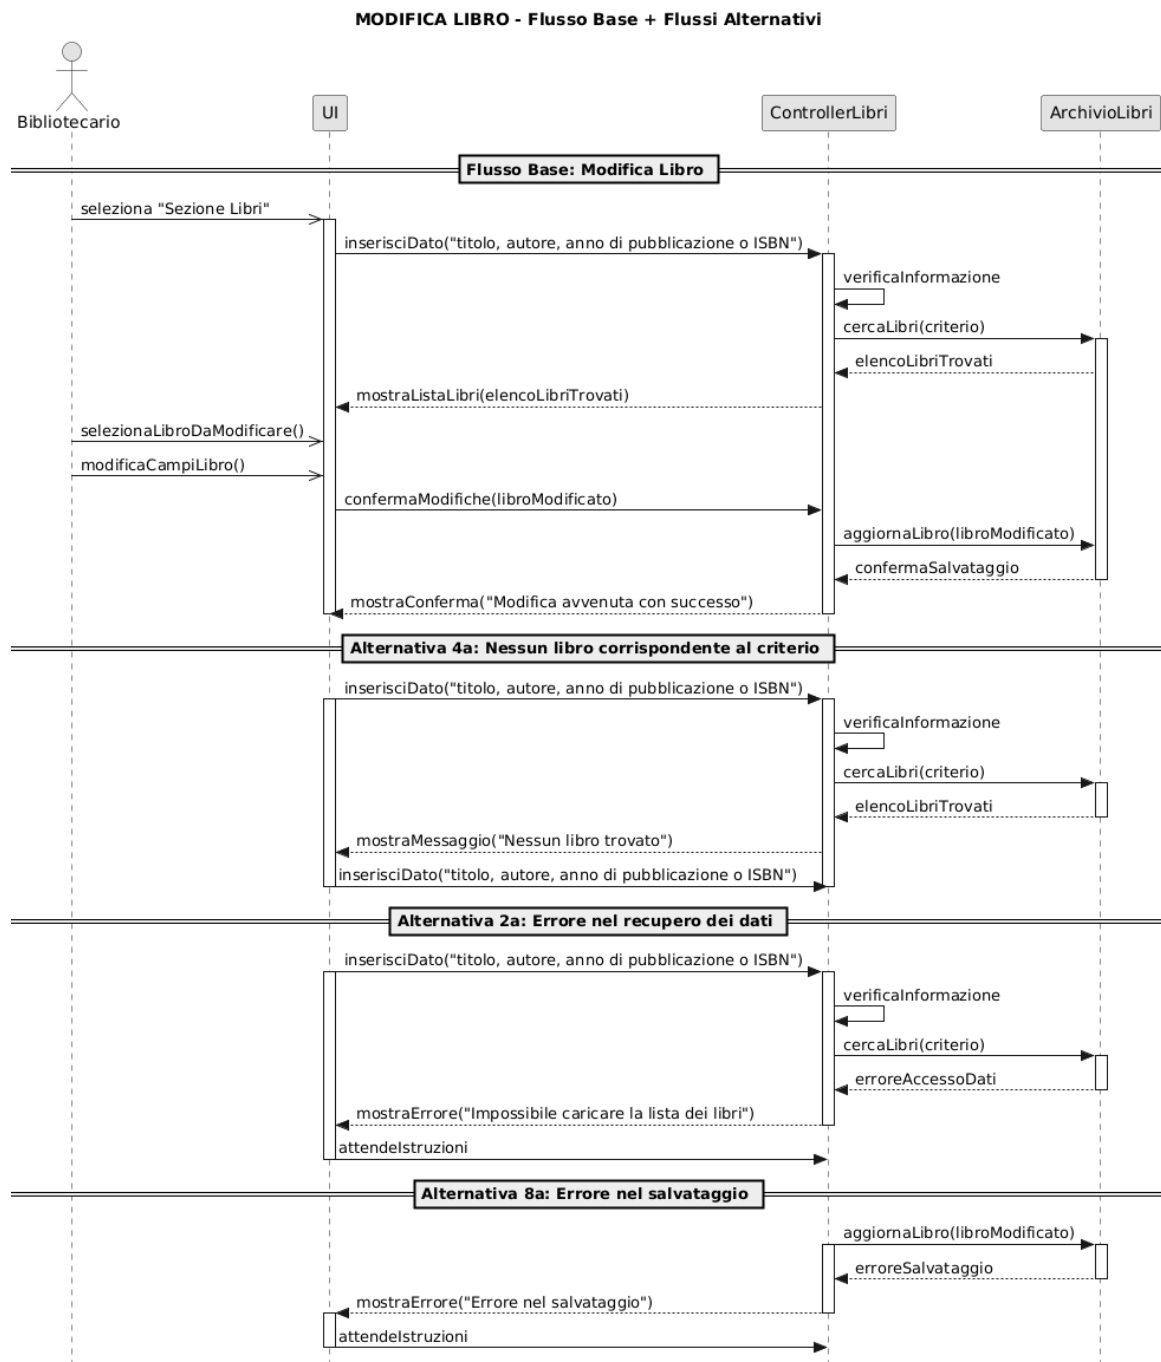 MODIFICA LIBRO - Flusso Base + Flussi Alternativi
Bibliotecario
UI
ControllerLibri
ArchivioLibri
Flusso Base: Modifica Libro
seleziona "Sezione Libri"
inserisciDato("titolo, autore, anno di pubblicazione o ISBN")
verificaInformazione
cercaLibri(criterio)
elencoLibriTrovati
mostraListaLibri(elencoLibriTrovati)
selezionaLibroDaModificare()
modificaCampiLibro()
confermaModifiche(libroModificato)
aggiornaLibro(libroModificato)
confermaSalvataggio
mostraConferma("Modifica avvenuta con successo")
Alternativa 4a: Nessun libro corrispondente al criterio
inserisciDato("titolo, autore, anno di pubblicazione o ISBN")
verificaInformazione
cercaLibri(criterio)
elencoLibriTrovati
mostraMessaggio("Nessun libro trovato")
inserisciDato("titolo, autore, anno di pubblicazione o ISBN")
Alternativa 2a: Errore nel recupero dei dati
inserisciDato("titolo, autore, anno di pubblicazione o ISBN")
verificaInformazione
cercaLibri(criterio)
erroreAccessoDati
mostraErrore("Impossibile caricare la lista dei libri")
attendeIstruzioni
Alternativa 8a: Errore nel salvataggio
aggiornaLibro(libroModificato)
erroreSalvataggio
mostraErrore("Errore nel salvataggio")
attendeIstruzioni